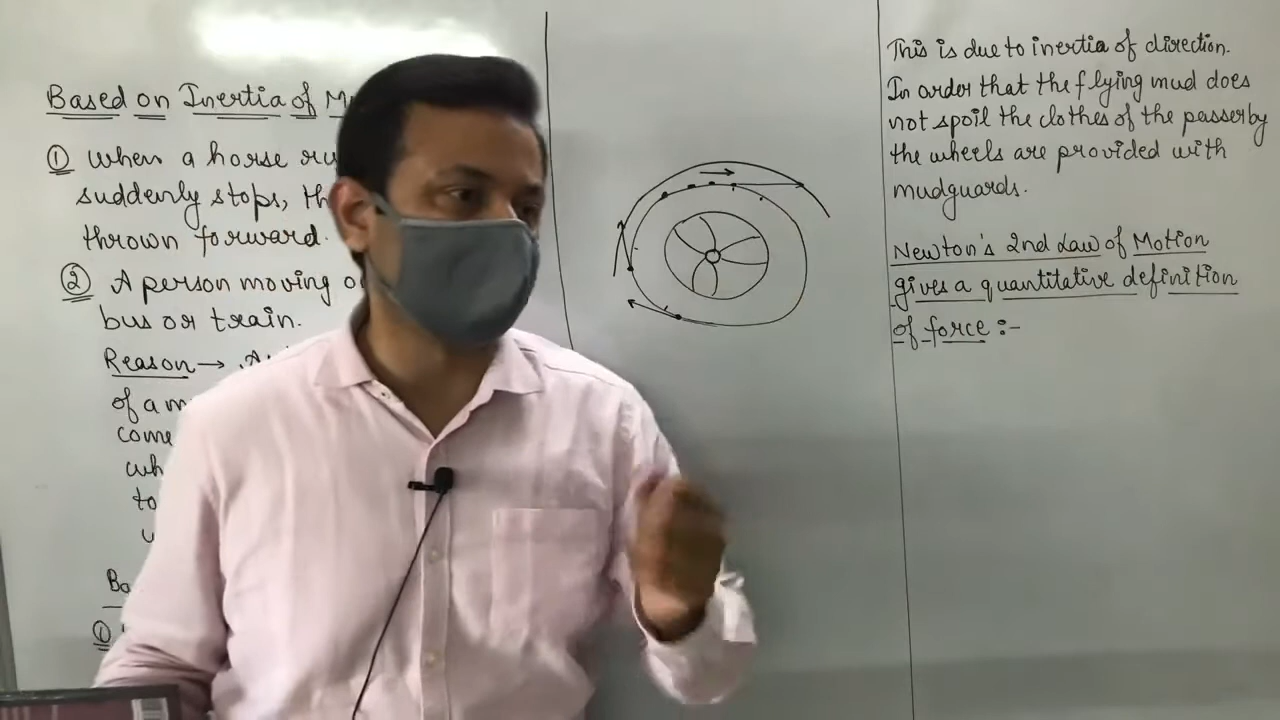 Based on Inertia of
① when a horse
suddenly stops,
thrown forward.
② A person moving
bus or train.
Reason →
of a
come
to
①
This is due to inertia of direction.
In order that the flying mud does
not spoil the clothes of the passerby
the wheels are provided with
mudguards.
Newton's 2nd Law of Motion
gives a quantitative definition
of force :-